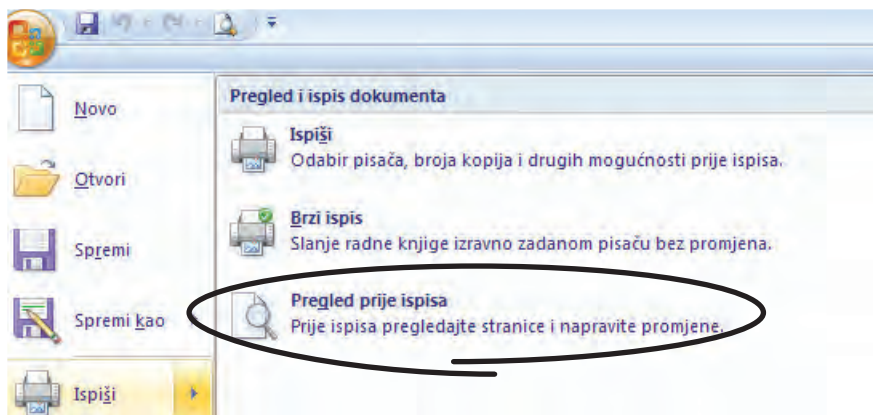 Novo
Otvori
Spremi
Spremi kao
Ispiši
Pregled i ispis dokumenta
Ispiši
Odabir pisača, broja kopija i drugih mogućnosti prije ispisa.
Brzi ispis
Slanje radne knjige izravno zadanom pisaču bez promjena.
Pregled prije ispisa
Prije ispisa pregledajte stranice i napravite promjene.